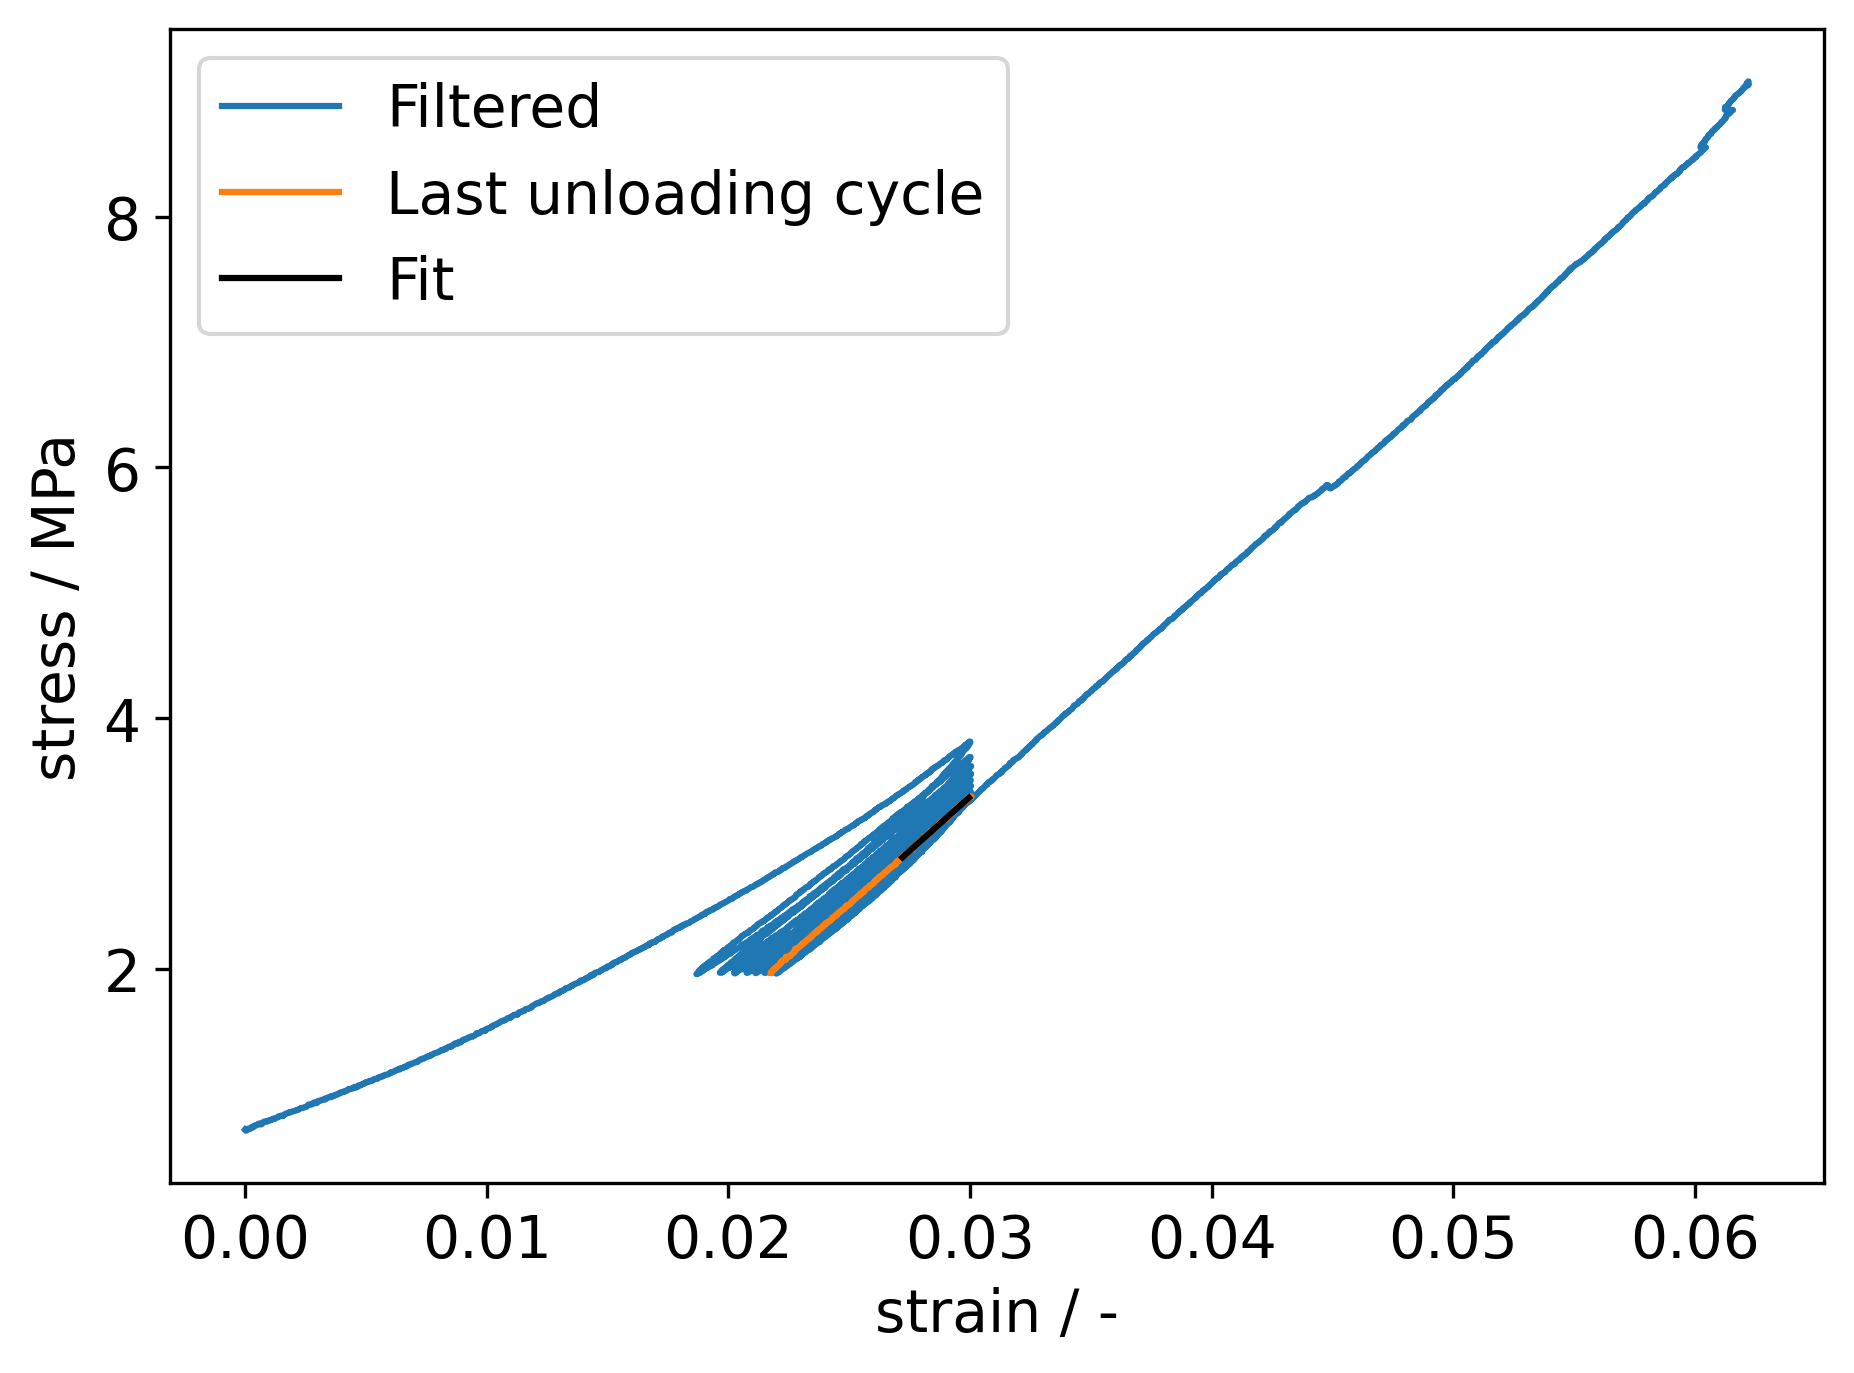 Filtered
Last unloading cycle
Fit
stress / MPa
8
6
4
2
0.00 0.01 0.02 0.03 0.04 0.05 0.06
strain / -